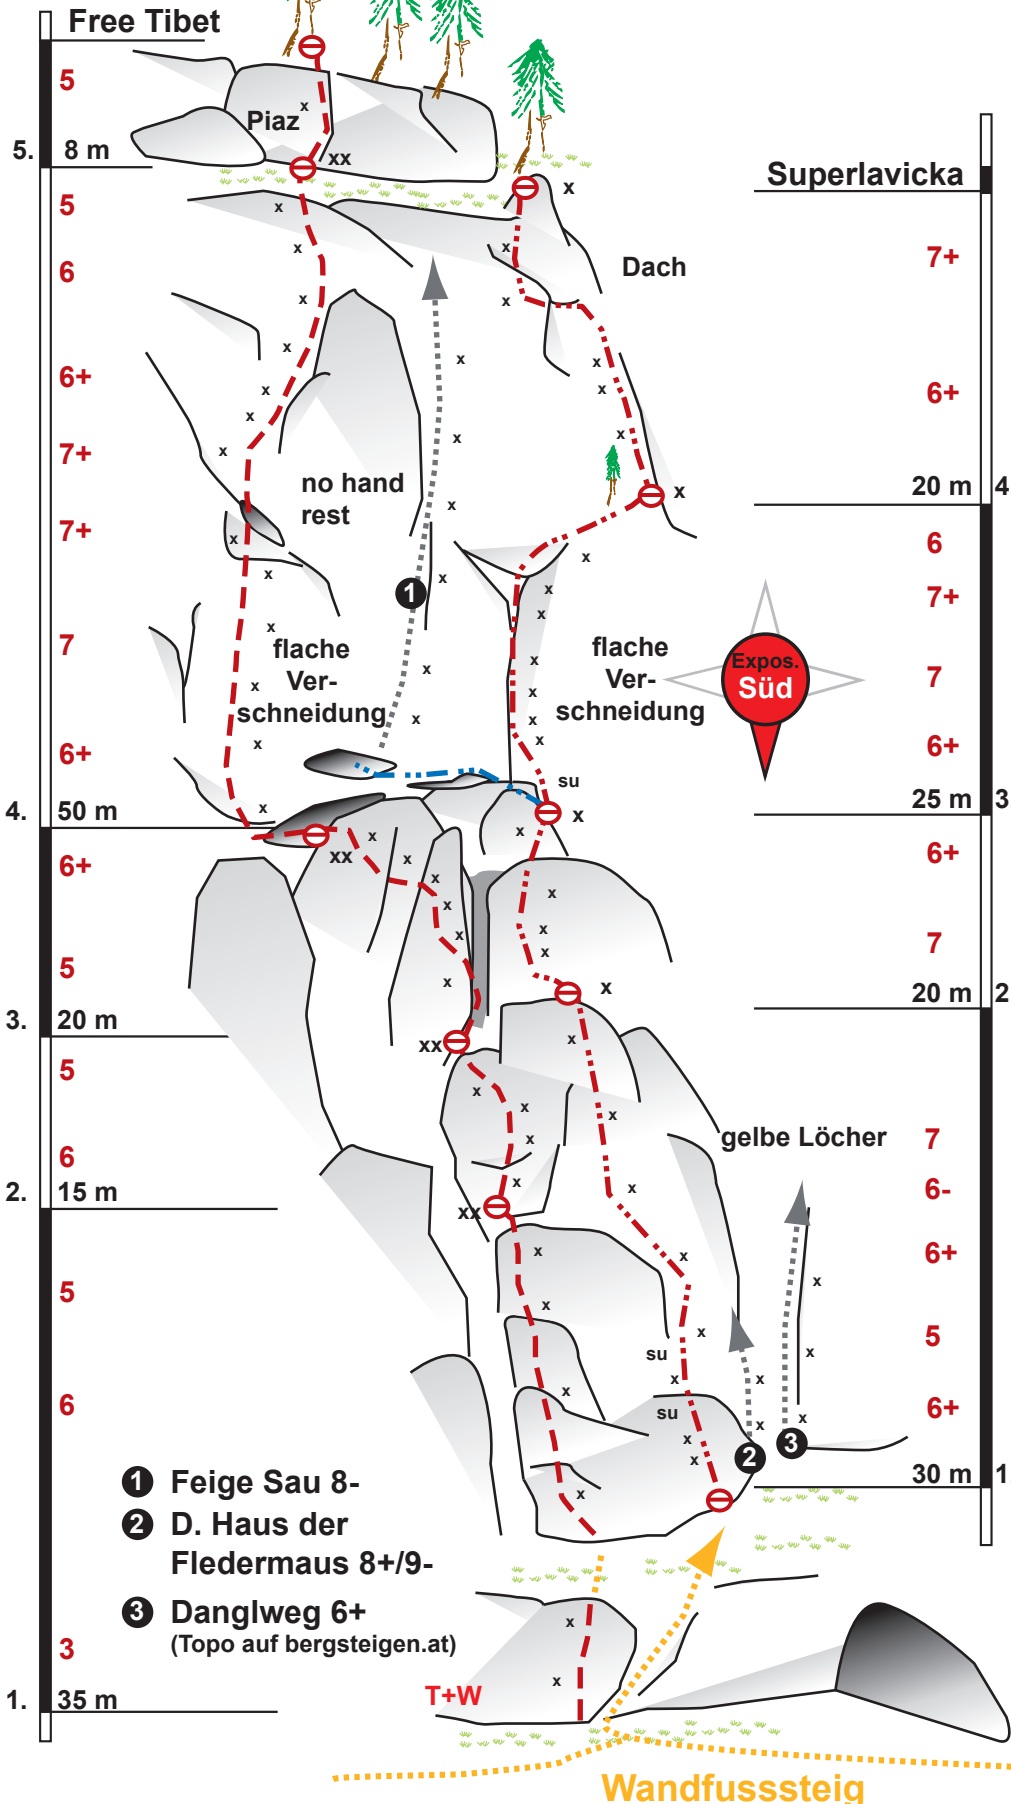 Free Tibet
5
Piaz
xx
5.
8 m
5
6
6+
7+
7+
7
6+
4.
50 m
6+
5
3.
20 m
5
6
2.
15 m
5
6
3
1.
35 m
no hand
rest
flache
Ver-
schneidung
1
xx
xx
xx
Superlavicka
x
Dach
7+
6+
20 m
4
x
6
7+
7
6+
25 m
3
flache
Ver-
schneidung
Expos.
Süd
su
x
6+
7
20 m
2
x
gelbe Löcher
7
6-
6+
5
6+
su
su
2
3
30 m
1.
1 Feige Sau 8-
2 D. Haus der
Fledermaus 8+/9-
3 Danglweg 6+
(Topo auf bergsteigen.at)
T+W
Wandfusssteig